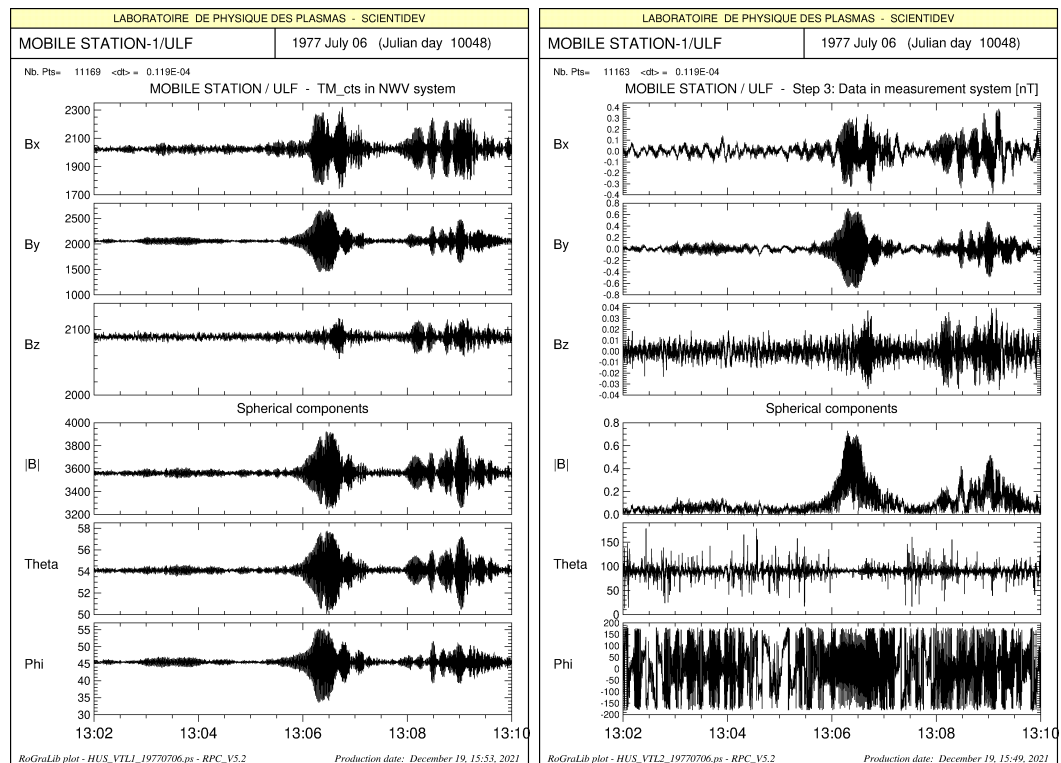 LABORATOIRE DE PHYSIQUE DES PLASMAS - SCIENTIDEV
MOBILE STATION-1/ULF
1977 July 06 (Julian day 10048)
Nb. Pts= 11169 <dt> = 0.119E-04
MOBILE STATION / ULF - TM_cts in NWV system
Bx
2300
2100
1900
1700
By
2500
2000
1500
1000
Bz
2100
2000
Spherical components
|B|
4000
3800
3600
3400
3200
Theta
58
56
54
52
50
Phi
55
50
45
40
35
30
13:02 13:04 13:06 13:08 13:10
RoGraLib plot - HUS_VTL1_19770706.ps - RPC_V5.2
Production date: December 19, 15:53, 2021
LABORATOIRE DE PHYSIQUE DES PLASMAS - SCIENTIDEV
MOBILE STATION-1/ULF
1977 July 06 (Julian day 10048)
Nb. Pts= 11163 <dt> = 0.119E-04
MOBILE STATION / ULF - Step 3: Data in measurement system [nT]
Bx
0.4
0.3
0.2
0.1
0.0
-0.1
-0.2
-0.3
-0.4
By
0.8
0.6
0.4
0.2
0.0
-0.2
-0.4
-0.6
-0.8
Bz
0.04
0.03
0.02
0.01
0.00
-0.01
-0.02
-0.03
-0.04
Spherical components
|B|
0.8
0.6
0.4
0.2
0.0
Theta
150
100
50
0
Phi
200
150
100
50
0
-50
-100
-150
-200
13:02 13:04 13:06 13:08 13:10
RoGraLib plot - HUS_VTL2_19770706.ps - RPC_V5.2
Production date: December 19, 15:49, 2021